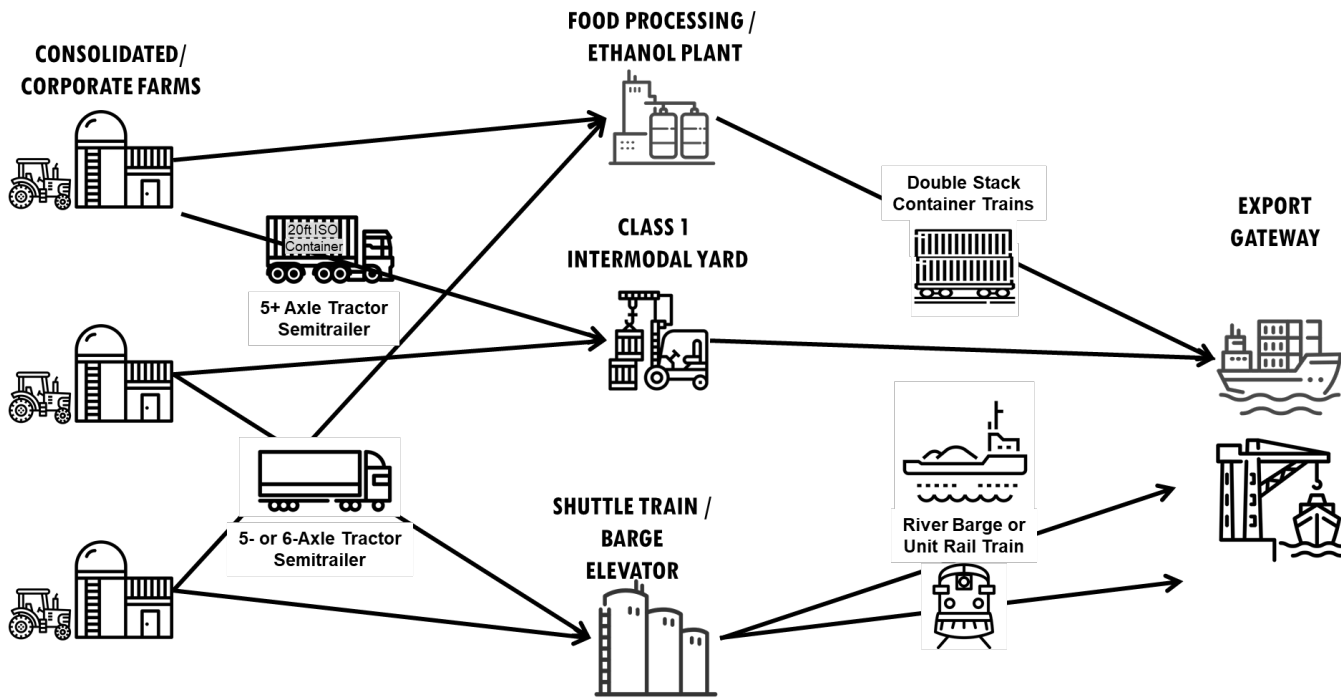 CONSOLIDATED/
CORPORATE FARMS
FOOD PROCESSING /
ETHANOL PLANT
Double Stack
Container Trains
EXPORT
GATEWAY
20ft ISO
Container
5+ Axle Tractor
Semitrailer
CLASS 1
INTERMODAL YARD
5- or 6-Axle Tractor
Semitrailer
SHUTTLE TRAIN /
BARGE
ELEVATOR
River Barge or
Unit Rail Train